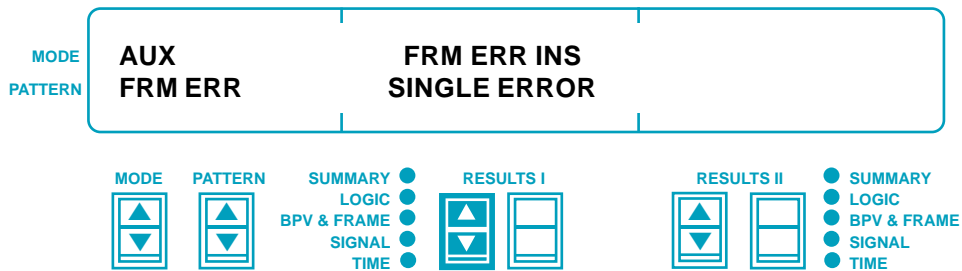 MODE AUX FRM ERR INS
PATTERN FRM ERR SINGLE ERROR
MODE PATTERN SUMMARY RESULTS I RESULTS II SUMMARY
LOGIC LOGIC
BPV & FRAME BPV & FRAME
SIGNAL SIGNAL
TIME TIME